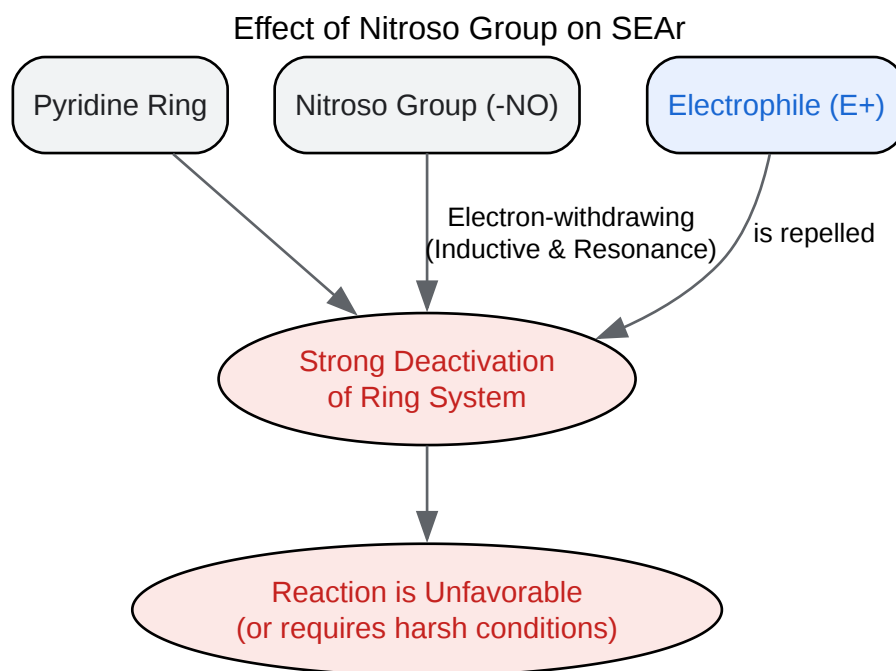 Effect of Nitroso Group on SEAr
Pyridine Ring
Nitroso Group (-NO)
Electrophile (E+)
Electron-withdrawing
(Inductive & Resonance)
is repelled
Strong Deactivation
of Ring System
Reaction is Unfavorable
(or requires harsh conditions)